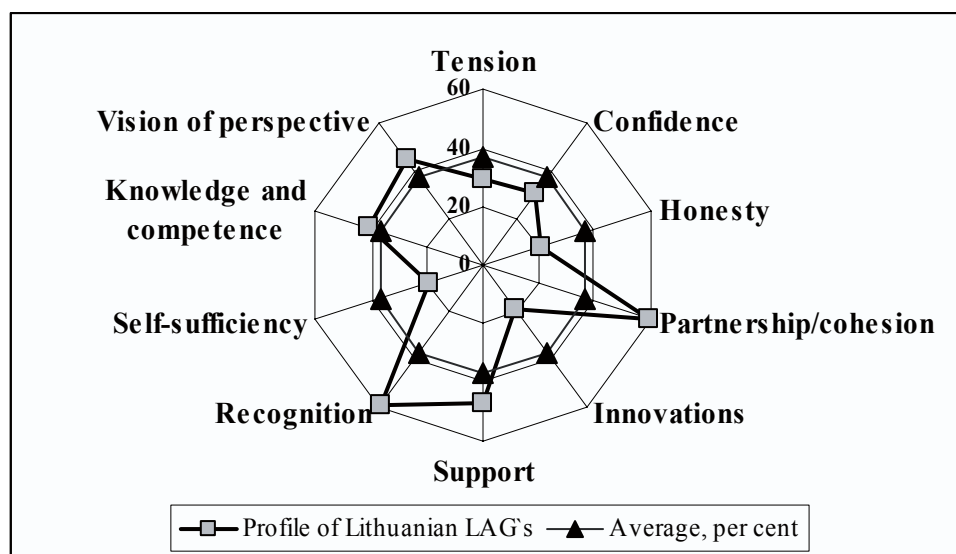 Tension
60
Vision of perspective
Confidence
40
Knowledge and
competence
Honesty
20
0
Self-sufficiency
Partnership/cohesion
Recognition
Innovations
Support
Profile of Lithuanian LAG`s
Average, per cent